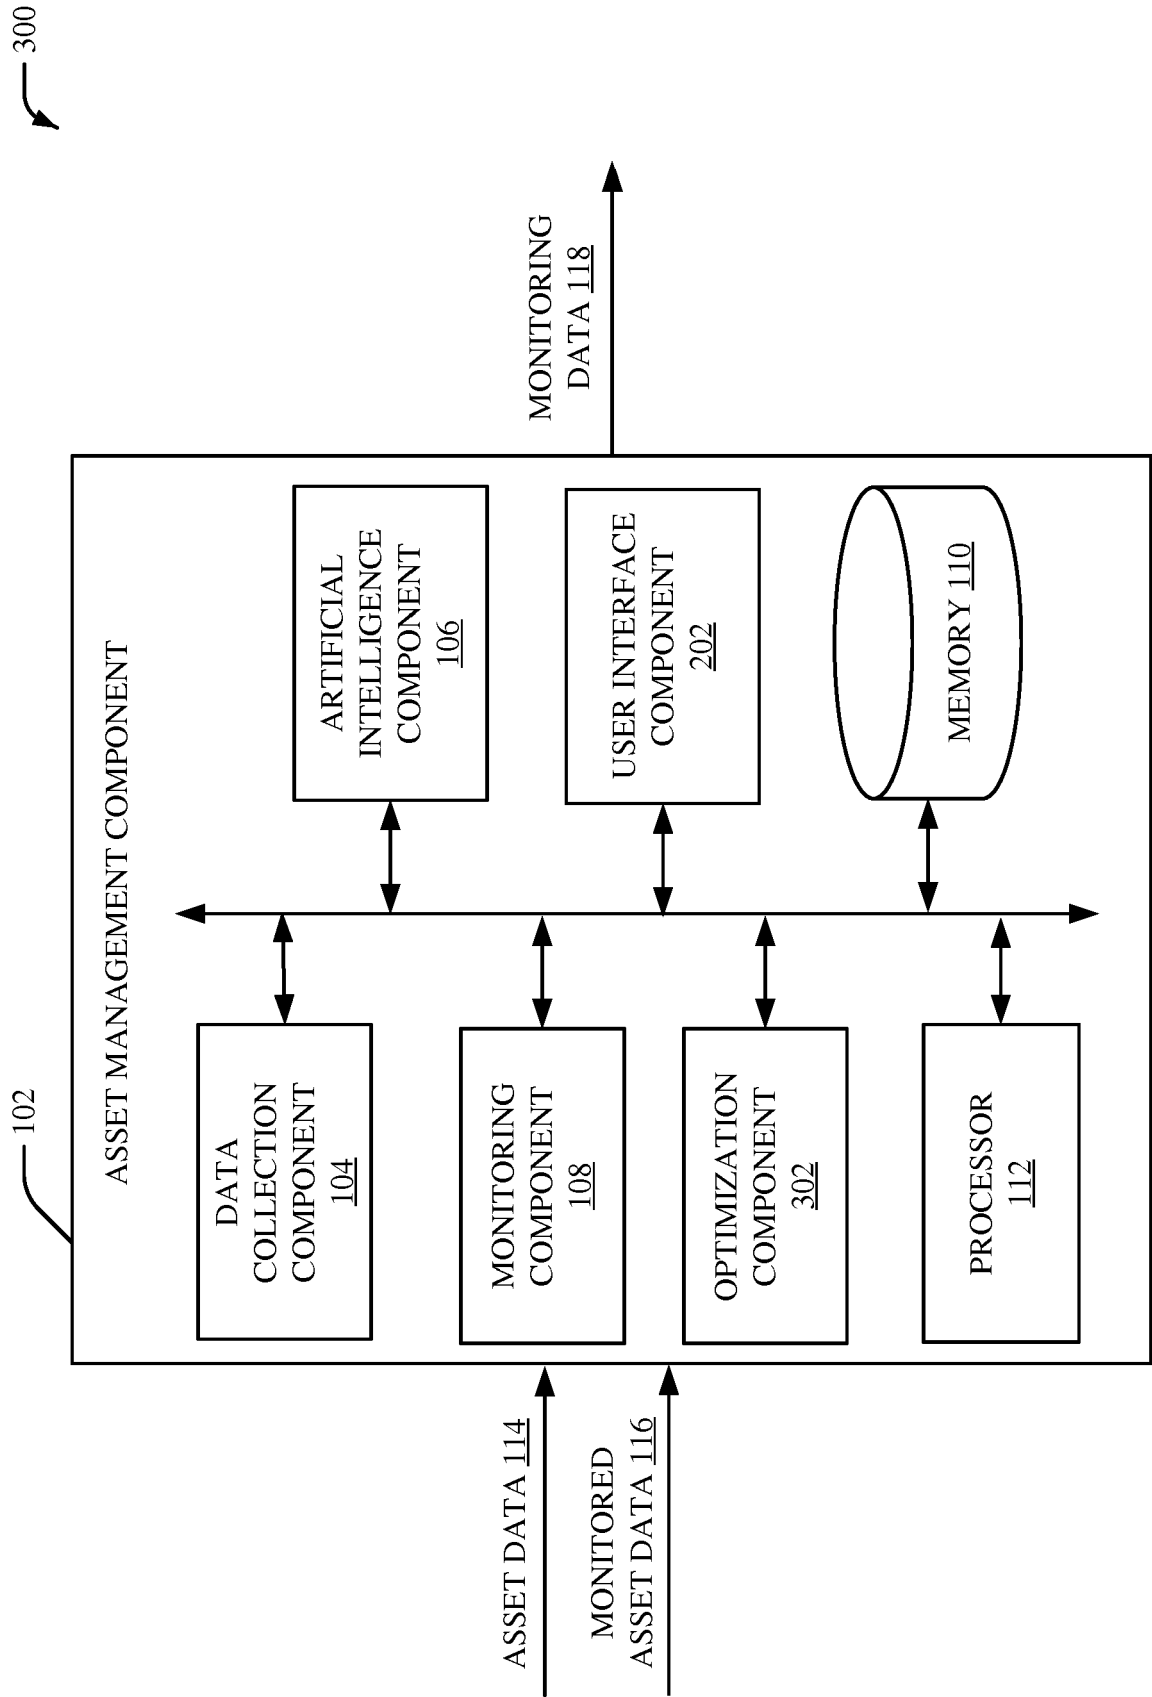 300
102
ASSET MANAGEMENT COMPONENT
DATA
COLLECTION
COMPONENT
104
ARTIFICIAL
INTELLIGENCE
COMPONENT
106
MONITORING
COMPONENT
108
USER INTERFACE
COMPONENT
202
OPTIMIZATION
COMPONENT
302
PROCESSOR
112
MEMORY 110
ASSET DATA 114
MONITORED
ASSET DATA 116
MONITORING
DATA 118